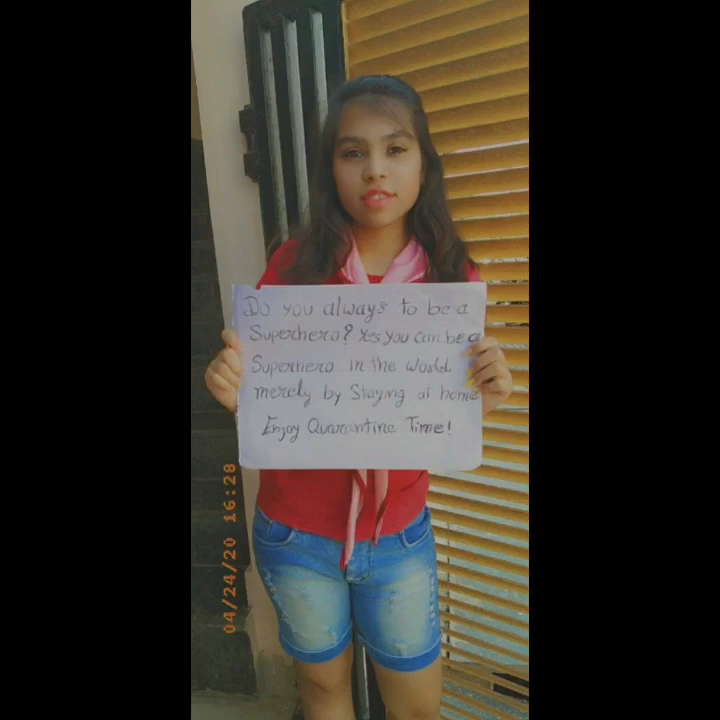 Do you always to be a
Superhero? Yes you can be a
Superhero in the World
merely by Staying at home
Enjoy Quarantine Time!
04/24/20 16:28